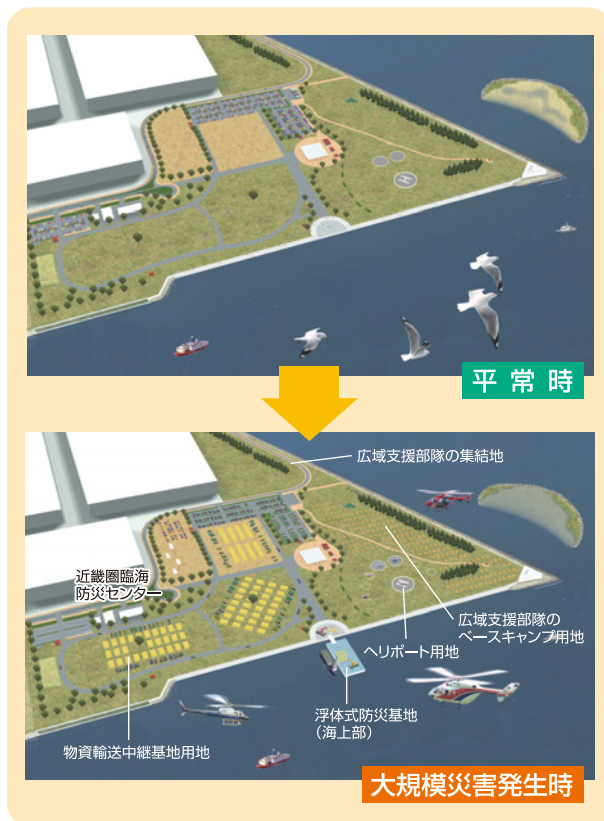 平常時
広域支援部隊の集結地
近畿圏臨海
防災センター
広域支援部隊の
ベースキャンプ用地
ヘリポート用地
浮体式防災基地
（海上部）
物資輸送中継基地用地
大規模災害発生時
H